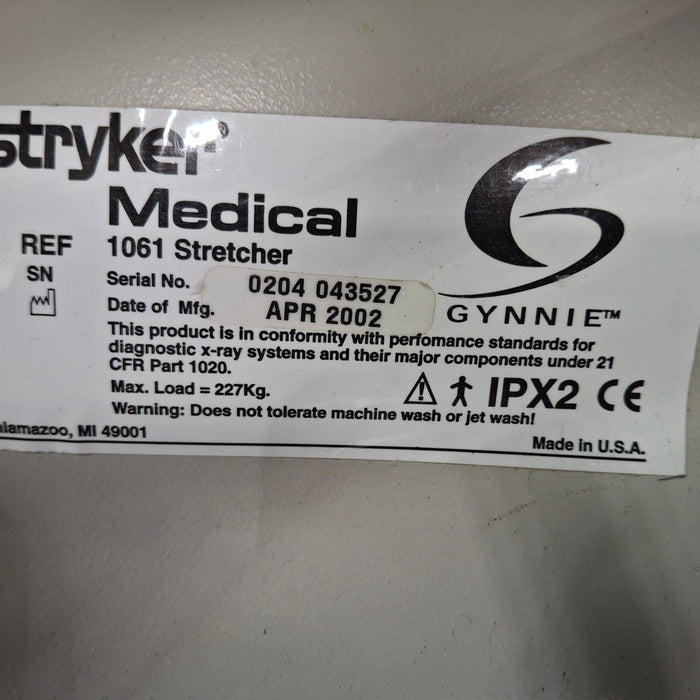 stryker®
Medical
REF 1061 Stretcher
SN Serial No. 0204 043527
Date of Mfg. APR 2002
GYNNIE™
This product is in conformity with perfomance standards for
diagnostic x-ray systems and their major components under 21
CFR Part 1020.
Max. Load = 227Kg.
IPX2 CE
Warning: Does not tolerate machine wash or jet wash!
alamazoo, MI 49001
Made in U.S.A.